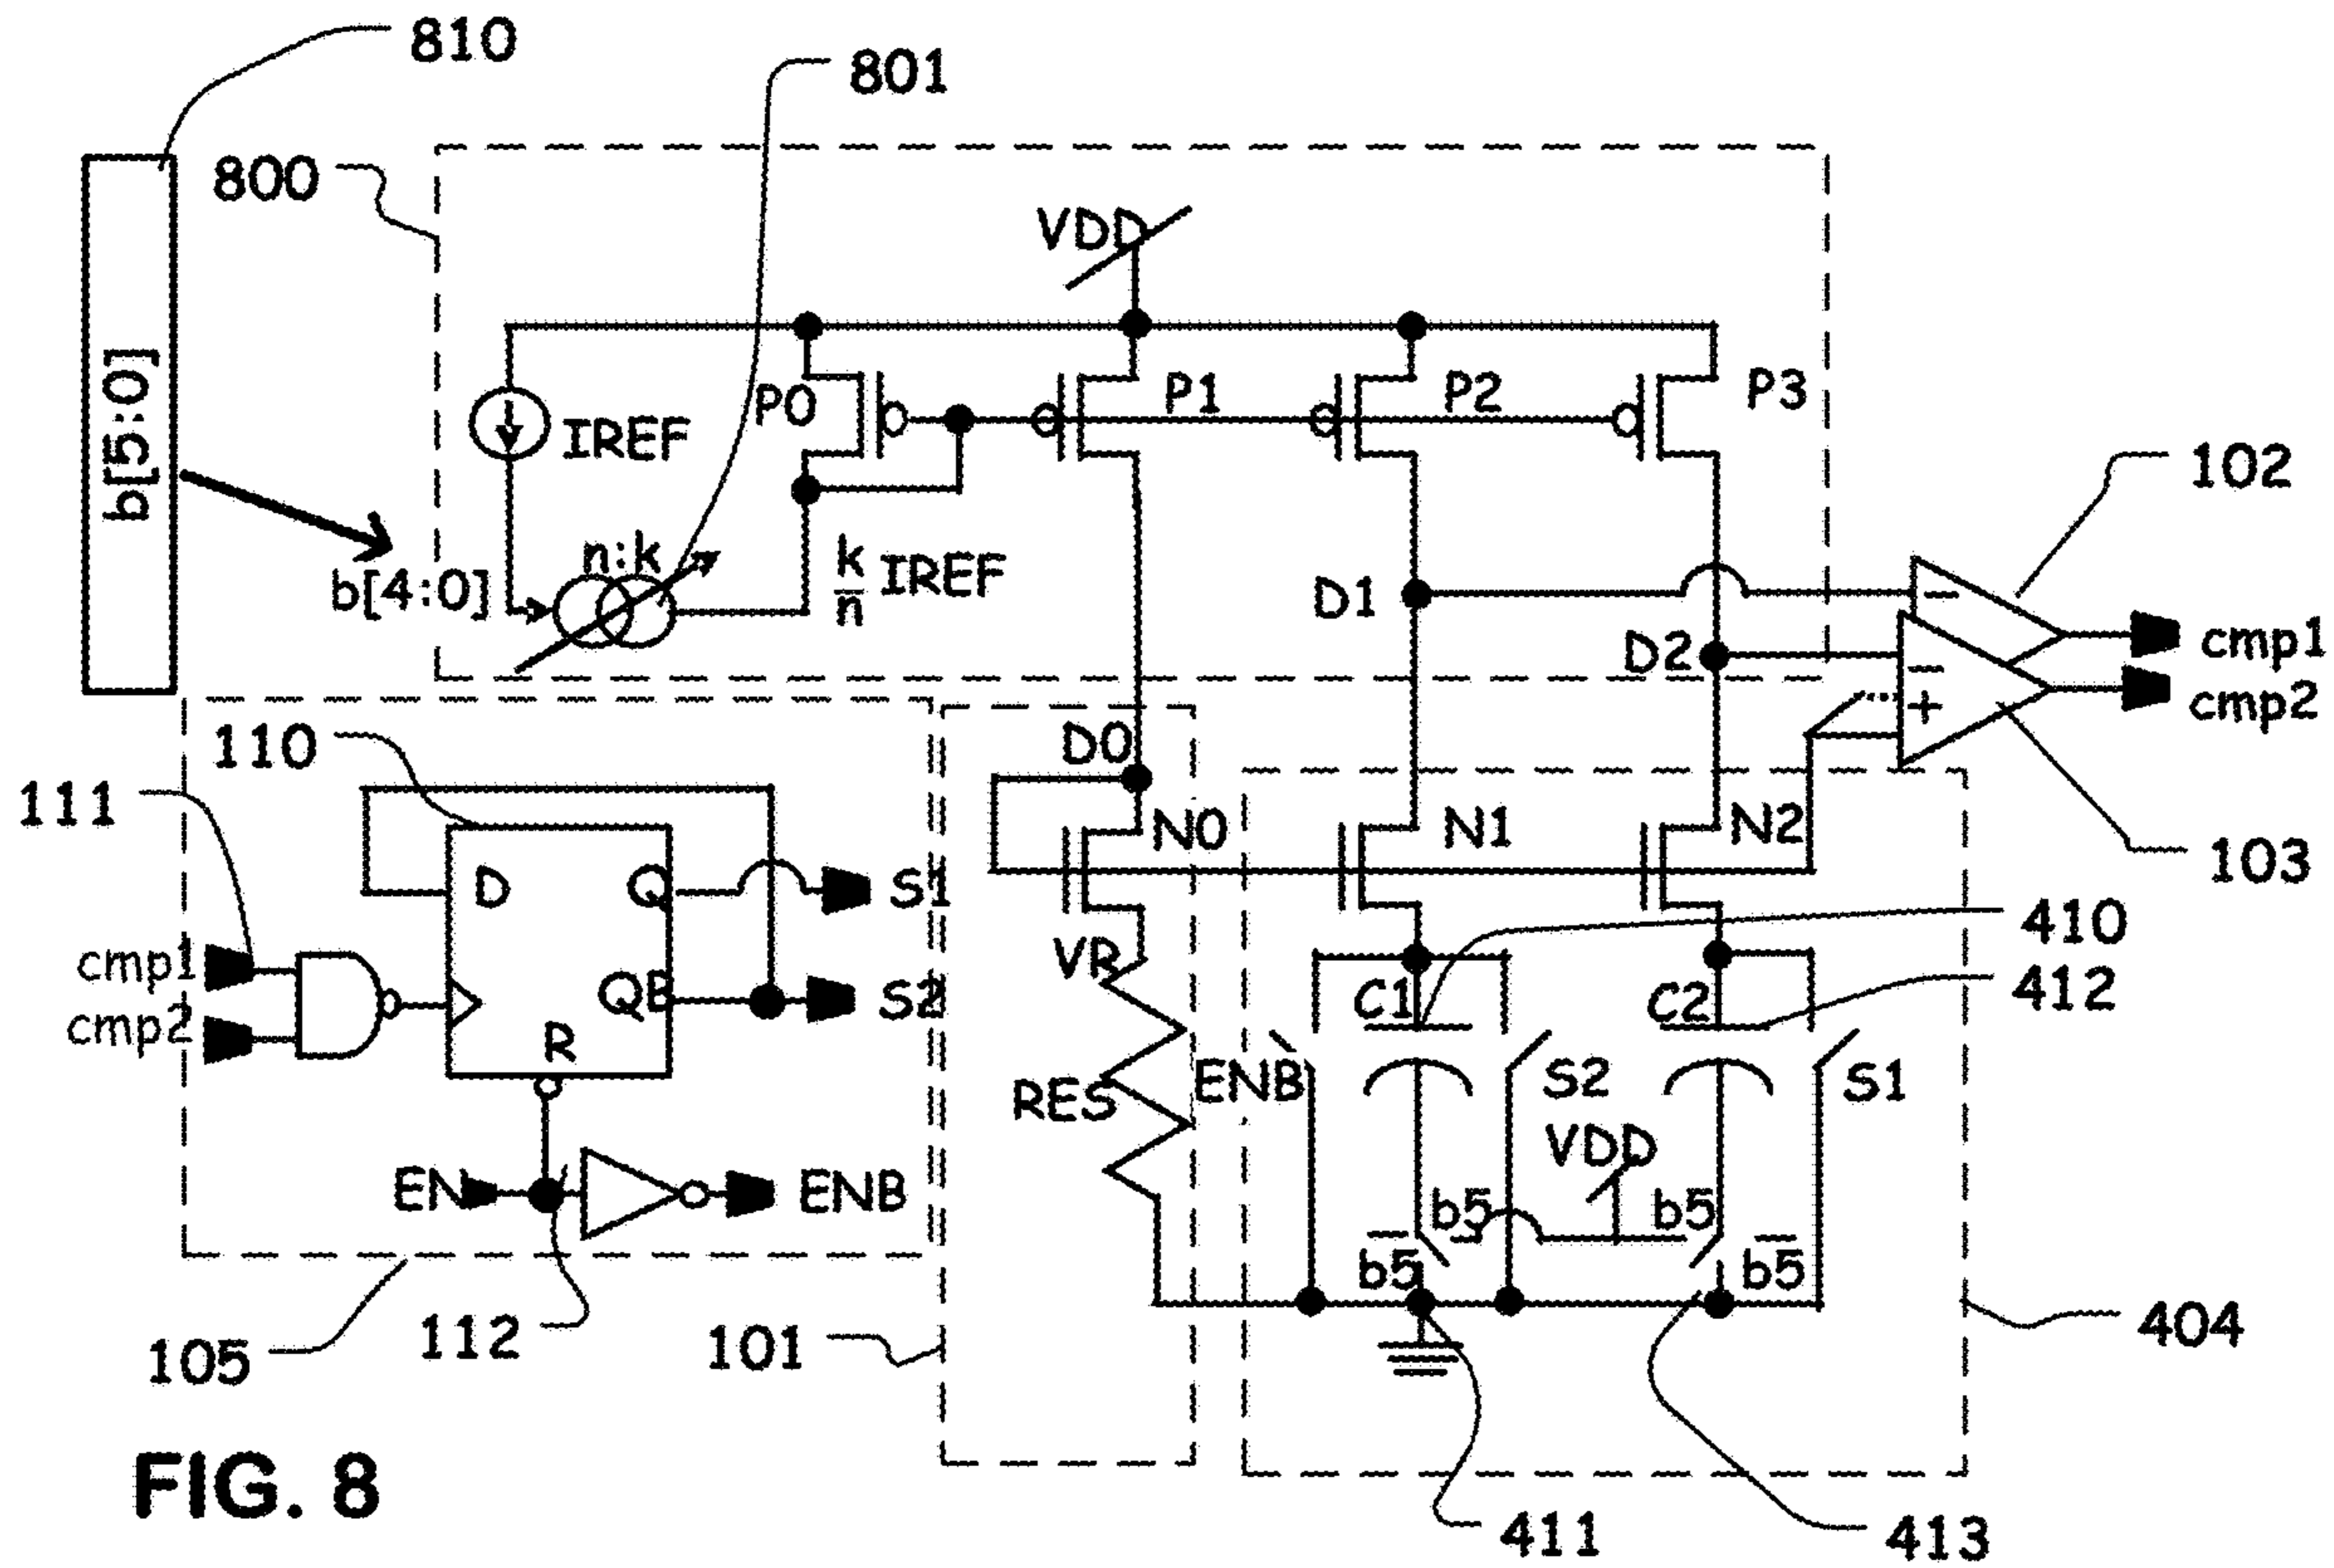 810
801
800
VDD
b[5:0]
IREF
P0
P1
P2
P3
102
n:k
b[4:0]
k
n
IREF
D1
D2
−
−
+
cmp1
cmp2
110
111
D0
N0
N1
N2
103
D
Q
S1
cmp1
cmp2
QB
S2
R
VR
C1
C2
410
412
RES
ENB
S2
S1
VDD
EN
ENB
b5
b5
b5
b5
105
112
101
404
FIG. 8
411
413